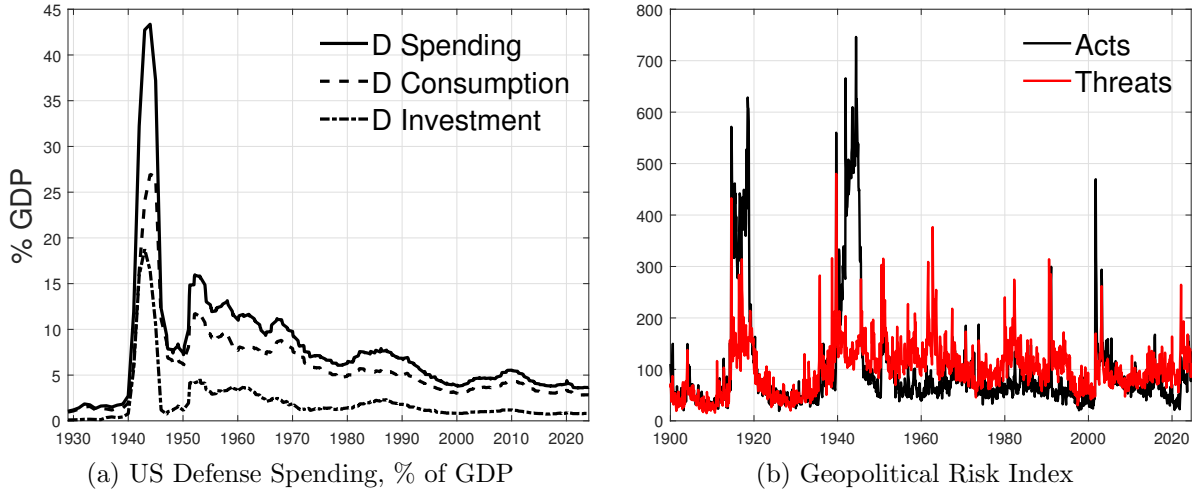 45
40
35
30
25
20
15
10
5
0
% GDP
D Spending
D Consumption
D Investment
1930 1940 1950 1960 1970 1980 1990 2000 2010 2020
(a) US Defense Spending, % of GDP
800
700
600
500
400
300
200
100
0
Acts
Threats
1900 1920 1940 1960 1980 2000 2020
(b) Geopolitical Risk Index